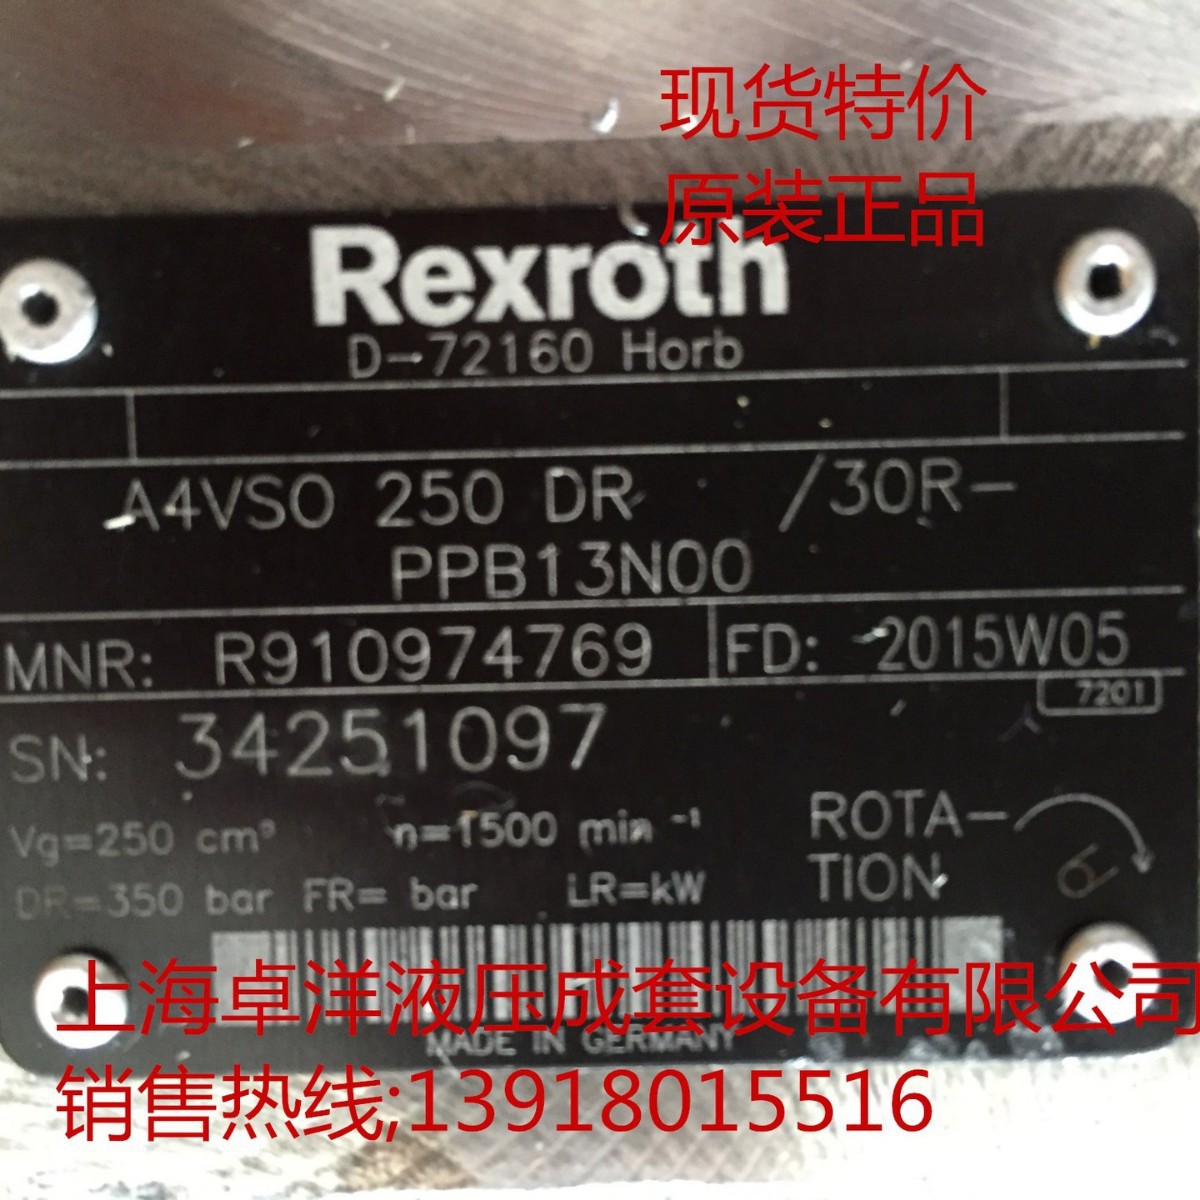 现货特价
原装正品
Rexroth
D-72160 Horb
A4VSO 250 DR /30R-
PPB13N00
MNR: R910974769 FD: 2015W05
7201
SN: 34251097
Vg=250 cm³ n=1500 min⁻¹
ROTA-
TION
DR=350 bar FR= bar LR=kW
上海卓洋液压成套设备有限公司
MADE IN GERMANY
销售热线;13918015516